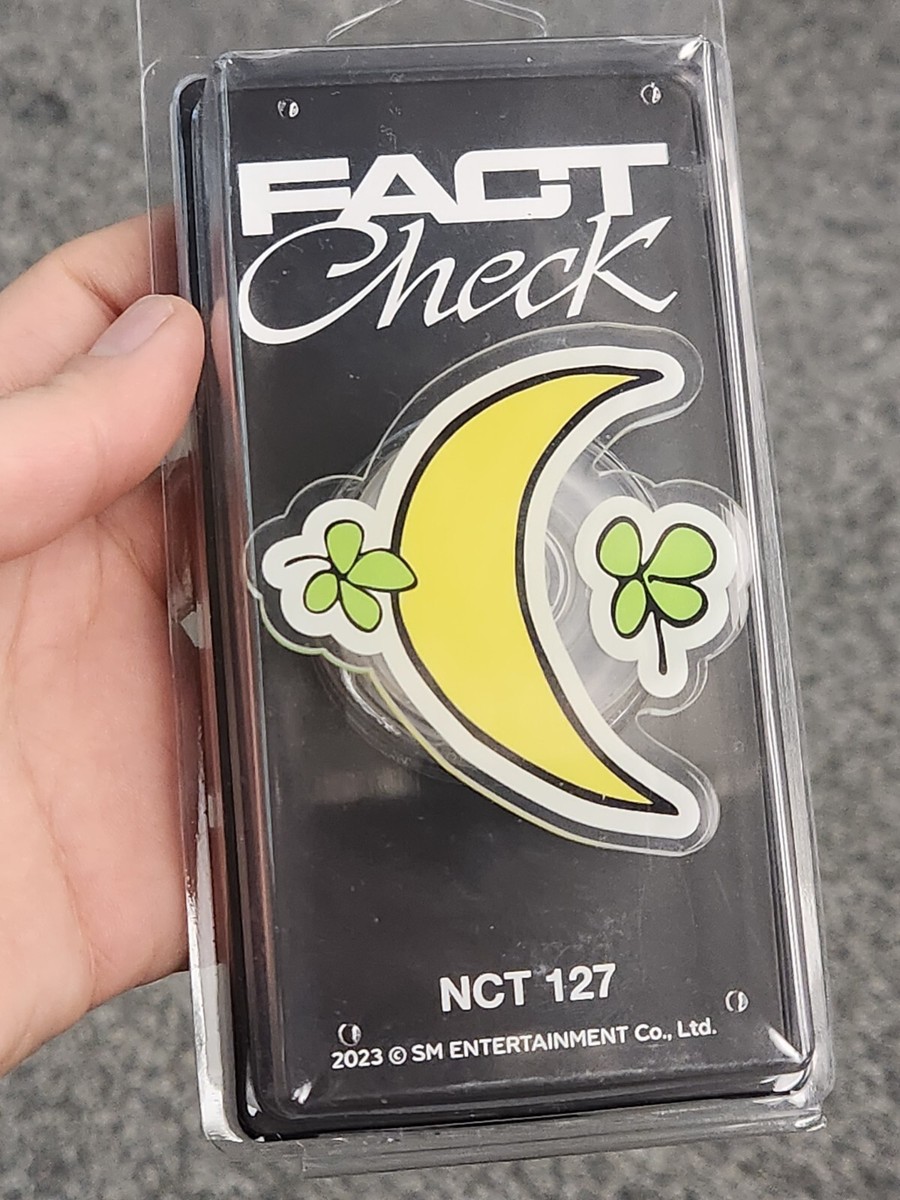 FACT
Check
NCT 127
2023 © SM ENTERTAINMENT Co., Ltd.